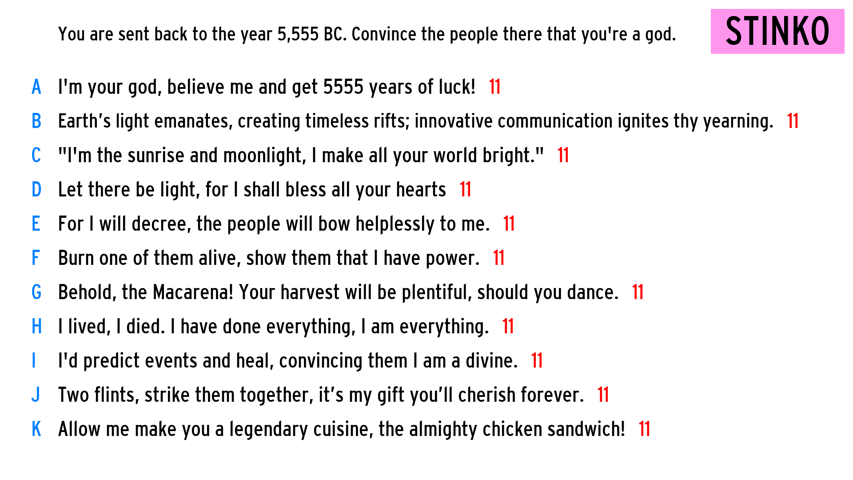 You are sent back to the year 5,555 BC. Convince the people there that you're a god.
STINKO
A I'm your god, believe me and get 5555 years of luck! 11
B Earth’s light emanates, creating timeless rifts; innovative communication ignites thy yearning. 11
C "I'm the sunrise and moonlight, I make all your world bright." 11
D Let there be light, for I shall bless all your hearts 11
E For I will decree, the people will bow helplessly to me. 11
F Burn one of them alive, show them that I have power. 11
G Behold, the Macarena! Your harvest will be plentiful, should you dance. 11
H I lived, I died. I have done everything, I am everything. 11
I I'd predict events and heal, convincing them I am a divine. 11
J Two flints, strike them together, it’s my gift you’ll cherish forever. 11
K Allow me make you a legendary cuisine, the almighty chicken sandwich! 11